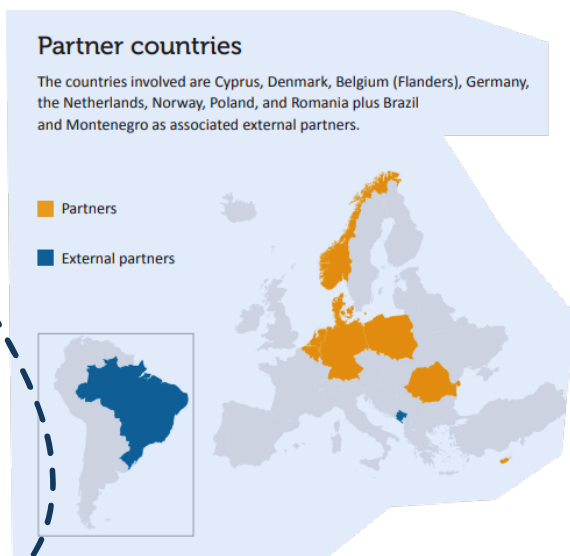 Partner countries
The countries involved are Cyprus, Denmark, Belgium (Flanders), Germany,
the Netherlands, Norway, Poland, and Romania plus Brazil
and Montenegro as associated external partners.
Partners
External partners